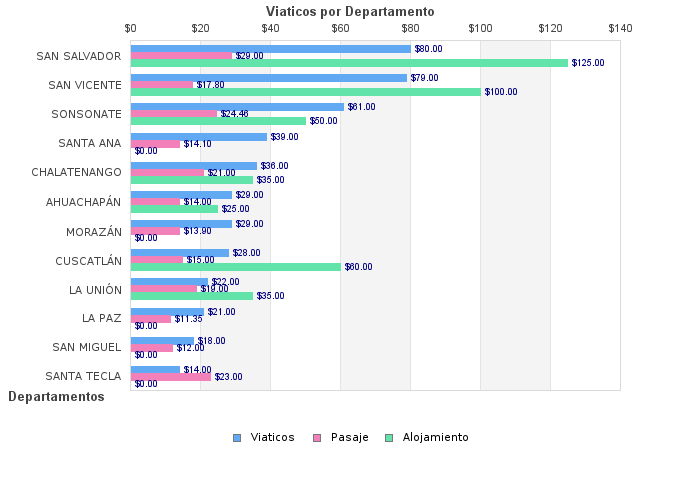 Viaticos por Departamento
$0 $20 $40 $60 $80 $100 $120 $140
SAN SALVADOR $80.00 $29.00 $125.00
SAN VICENTE $79.00 $17.80 $100.00
SONSONATE $61.00 $24.46 $50.00
SANTA ANA $39.00 $14.10 $0.00
CHALATENANGO $36.00 $21.00 $35.00
AHUACHAPÁN $29.00 $14.00 $25.00
MORAZÁN $29.00 $13.90 $0.00
CUSCATLÁN $28.00 $15.00 $60.00
LA UNIÓN $22.00 $19.00 $35.00
LA PAZ $21.00 $11.35 $0.00
SAN MIGUEL $18.00 $12.00 $0.00
SANTA TECLA $14.00 $23.00 $0.00
Departamentos
Viaticos Pasaje Alojamiento